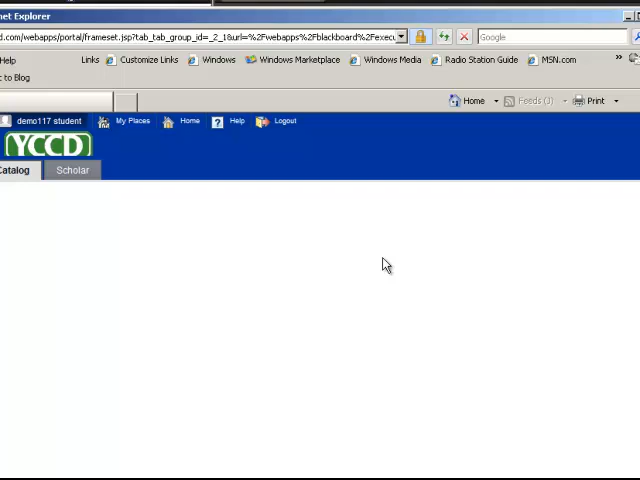 net Explorer
d.com/webapps/portal/frameset.jsp?tab_tab_group_id=_2_1&url=%2Fwebapps%2Fblackboard%2Fexecu
Google
Help
Links Customize Links Windows Windows Marketplace Windows Media Radio Station Guide MSN.com »
to Blog
Home Feeds (J) Print
demo117 student My Places Home Help Logout
YCCD
Catalog Scholar